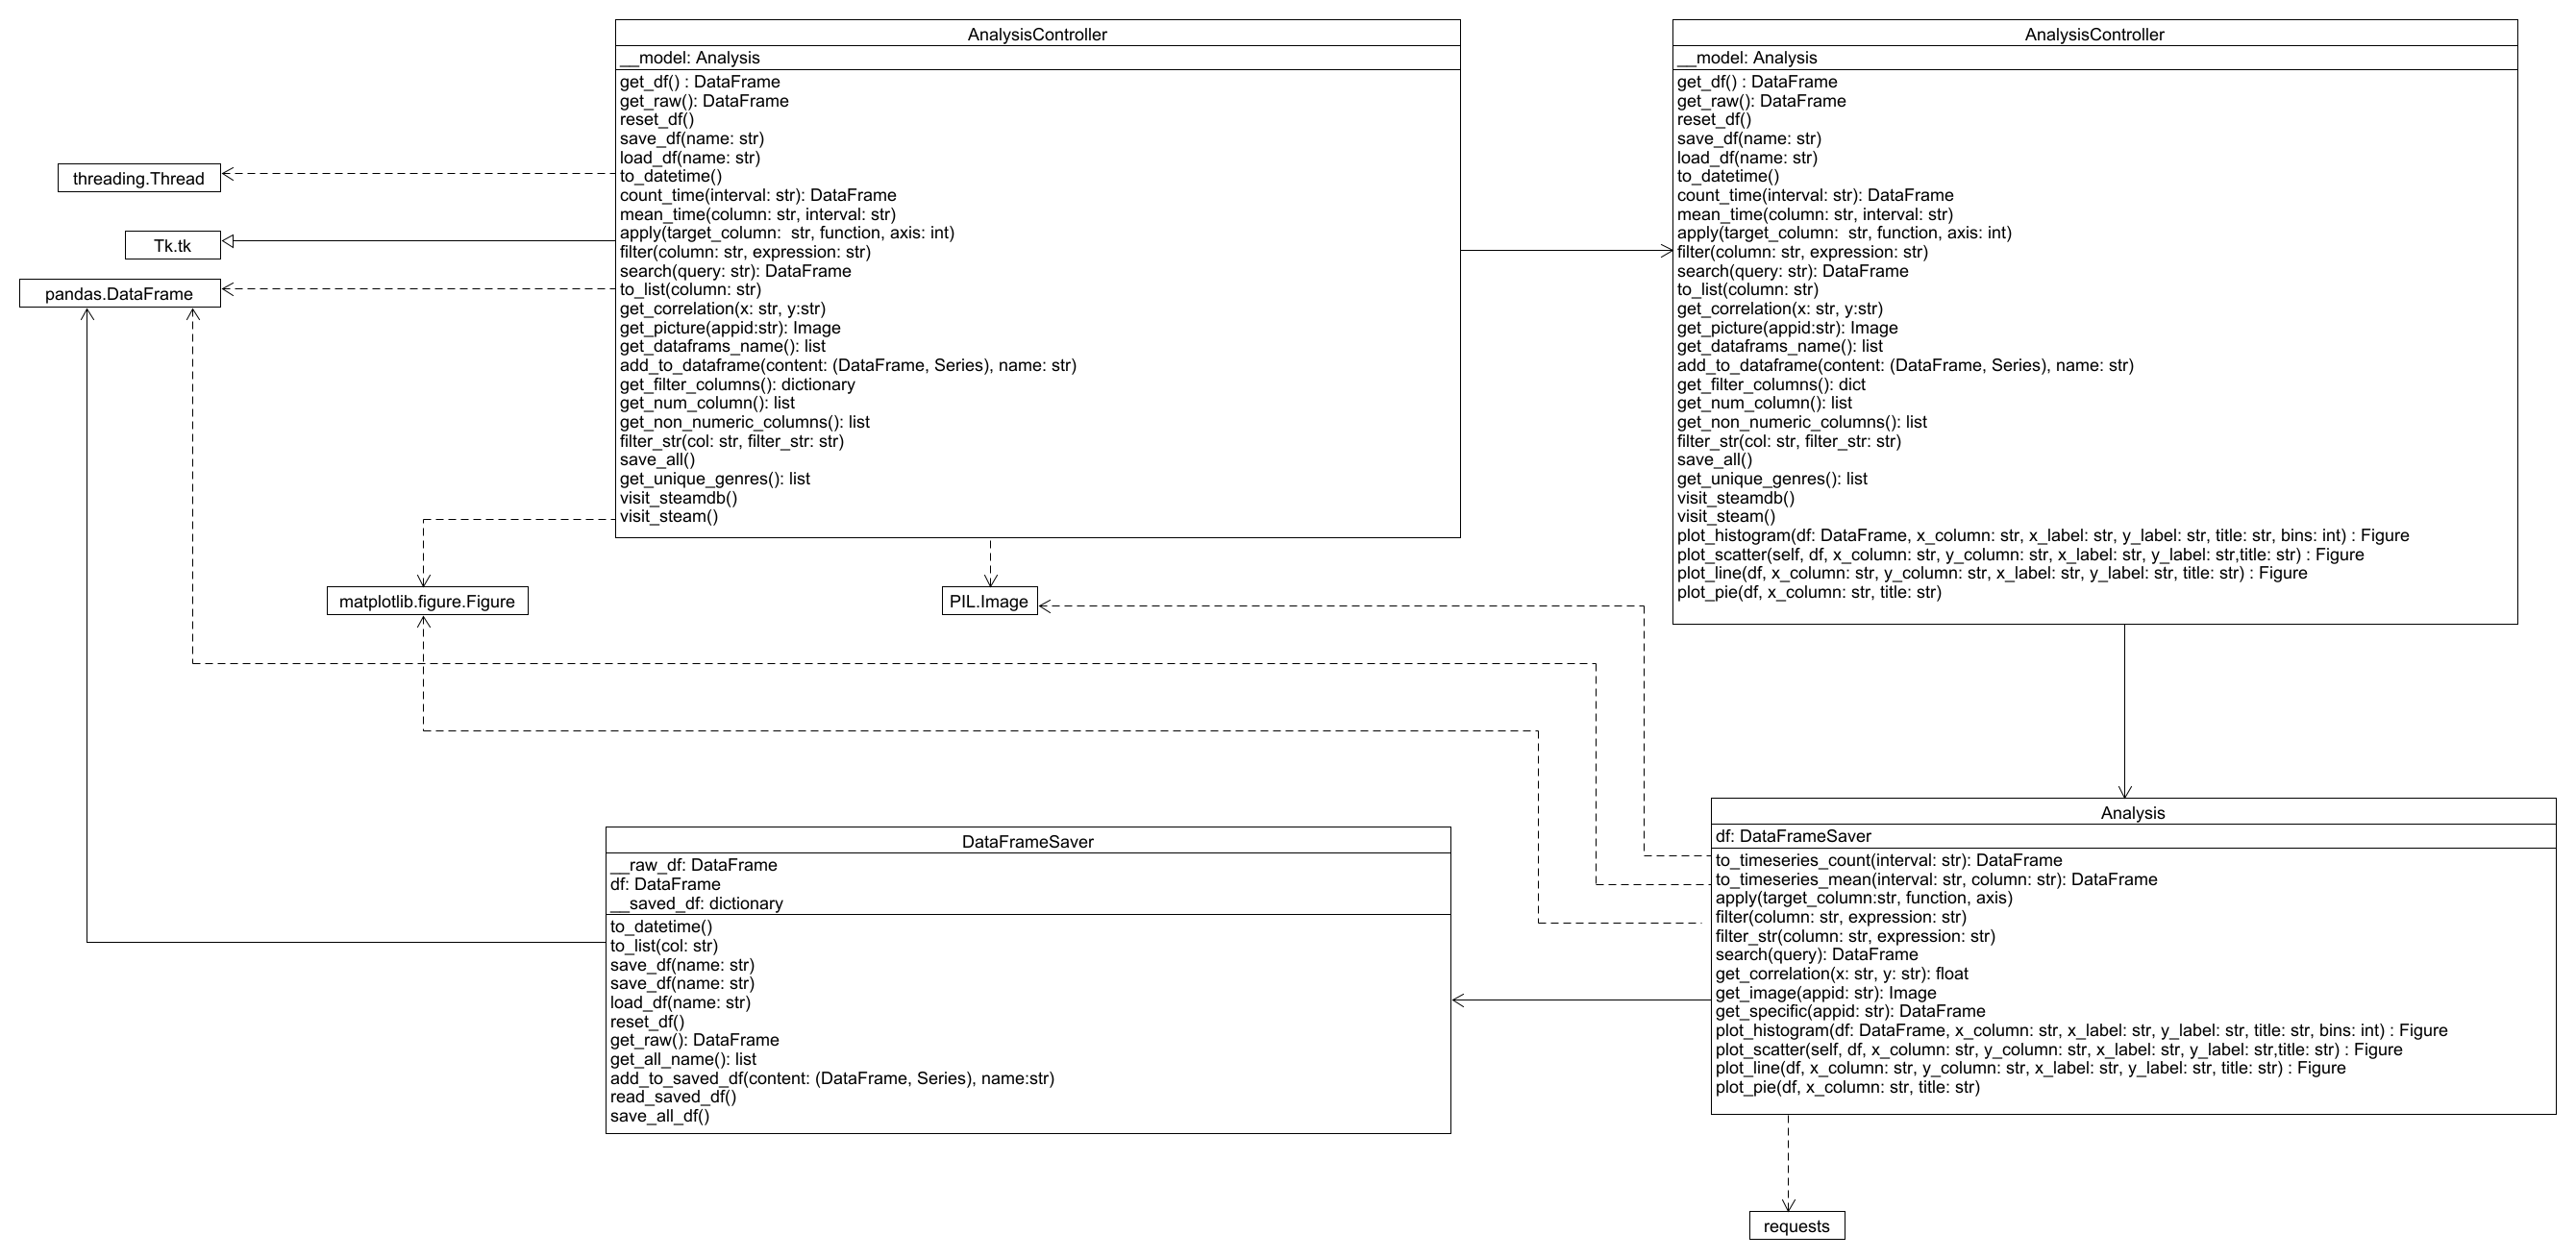 AnalysisController
__model: Analysis
get_df() : DataFrame
get_raw(): DataFrame
reset_df()
save_df(name: str)
load_df(name: str)
to_datetime()
count_time(interval: str): DataFrame
mean_time(column: str, interval: str)
apply(target_column:  str, function, axis: int)
filter(column: str, expression: str)
search(query: str): DataFrame
to_list(column: str)
get_correlation(x: str, y:str)
get_picture(appid:str): Image
get_dataframs_name(): list
add_to_dataframe(content: (DataFrame, Series), name: str)
get_filter_columns(): dictionary
get_num_column(): list
get_non_numeric_columns(): list
filter_str(col: str, filter_str: str)
save_all()
get_unique_genres(): list
visit_steamdb()
visit_steam()
AnalysisController
__model: Analysis
get_df() : DataFrame
get_raw(): DataFrame
reset_df()
save_df(name: str)
load_df(name: str)
to_datetime()
count_time(interval: str): DataFrame
mean_time(column: str, interval: str)
apply(target_column:  str, function, axis: int)
filter(column: str, expression: str)
search(query: str): DataFrame
to_list(column: str)
get_correlation(x: str, y:str)
get_picture(appid:str): Image
get_dataframs_name(): list
add_to_dataframe(content: (DataFrame, Series), name: str)
get_filter_columns(): dict
get_num_column(): list
get_non_numeric_columns(): list
filter_str(col: str, filter_str: str)
save_all()
get_unique_genres(): list
visit_steamdb()
visit_steam()
plot_histogram(df: DataFrame, x_column: str, x_label: str, y_label: str, title: str, bins: int) : Figure
plot_scatter(self, df, x_column: str, y_column: str, x_label: str, y_label: str,title: str) : Figure
plot_line(df, x_column: str, y_column: str, x_label: str, y_label: str, title: str) : Figure
plot_pie(df, x_column: str, title: str)
threading.Thread
Tk.tk
pandas.DataFrame
matplotlib.figure.Figure
PIL.Image
DataFrameSaver
__raw_df: DataFrame
df: DataFrame
__saved_df: dictionary
to_datetime()
to_list(col: str)
save_df(name: str)
save_df(name: str)
load_df(name: str)
reset_df()
get_raw(): DataFrame
get_all_name(): list
add_to_saved_df(content: (DataFrame, Series), name:str)
read_saved_df()
save_all_df()
Analysis
df: DataFrameSaver
to_timeseries_count(interval: str): DataFrame
to_timeseries_mean(interval: str, column: str): DataFrame
apply(target_column:str, function, axis)
filter(column: str, expression: str)
filter_str(column: str, expression: str)
search(query): DataFrame
get_correlation(x: str, y: str): float
get_image(appid: str): Image
get_specific(appid: str): DataFrame
plot_histogram(df: DataFrame, x_column: str, x_label: str, y_label: str, title: str, bins: int) : Figure
plot_scatter(self, df, x_column: str, y_column: str, x_label: str, y_label: str,title: str) : Figure
plot_line(df, x_column: str, y_column: str, x_label: str, y_label: str, title: str) : Figure
plot_pie(df, x_column: str, title: str)
requests